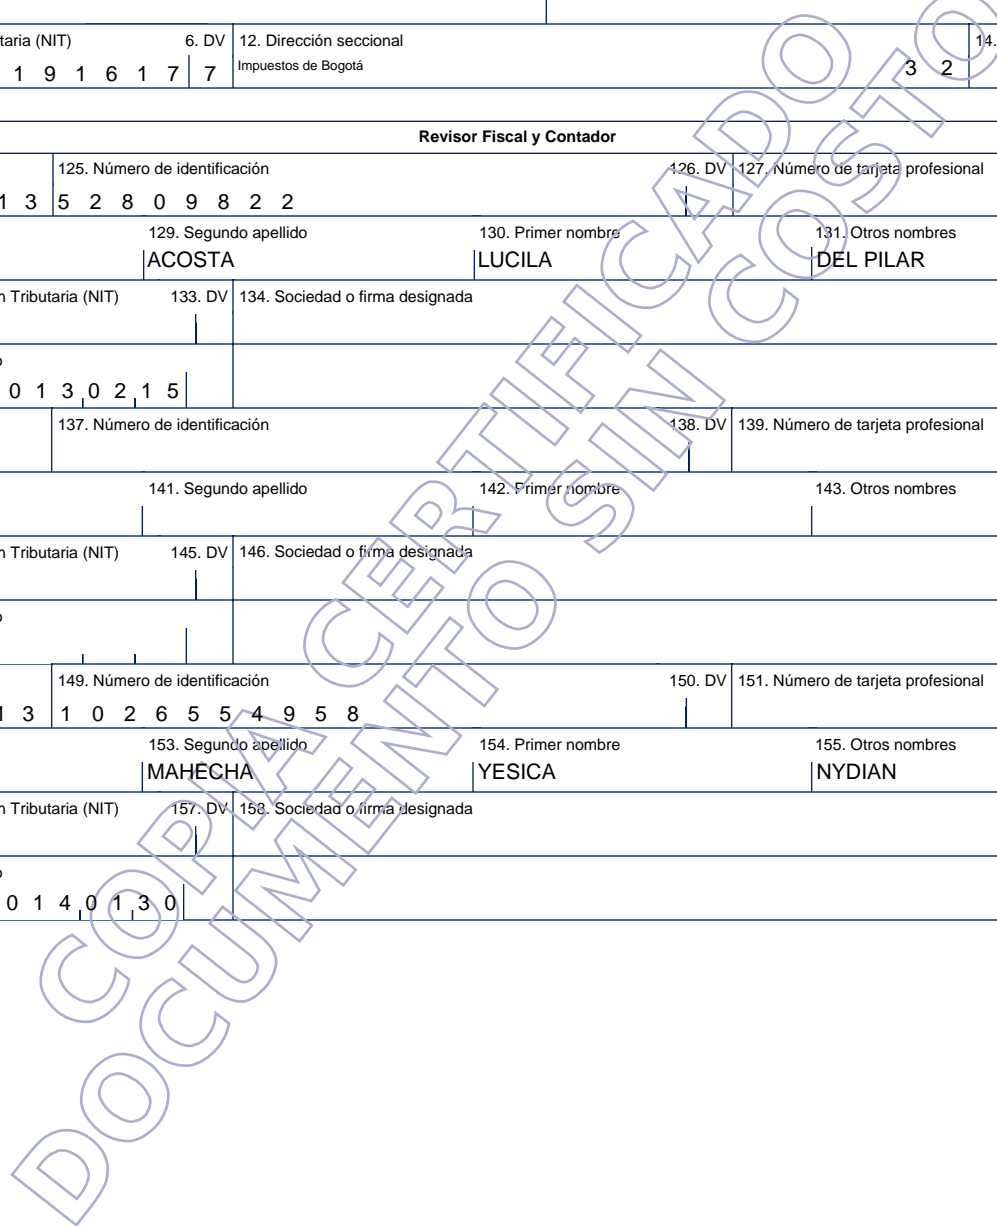 taria (NIT) 6. DV 12. Dirección seccional 14.
1 9 1 6 1 7 7 Impuestos de Bogotá 3 2
Revisor Fiscal y Contador
125. Número de identificación 126. DV 127. Número de tarjeta profesional
1 3 5 2 8 0 9 8 2 2
129. Segundo apellido 130. Primer nombre 131. Otros nombres
ACOSTA LUCILA DEL PILAR
n Tributaria (NIT) 133. DV 134. Sociedad o firma designada
o
0 1 3 0 2 1 5
137. Número de identificación 138. DV 139. Número de tarjeta profesional
141. Segundo apellido 142. Primer nombre 143. Otros nombres
n Tributaria (NIT) 145. DV 146. Sociedad o firma designada
o
149. Número de identificación 150. DV 151. Número de tarjeta profesional
1 3 1 0 2 6 5 5 4 9 5 8
153. Segundo apellido 154. Primer nombre 155. Otros nombres
MAHECHA YESICA NYDIAN
n Tributaria (NIT) 157. DV 158. Sociedad o firma designada
o
0 1 4 0 1 3 0
COPIA CERTIFICADO
DOCUMENTO SIN COSTO